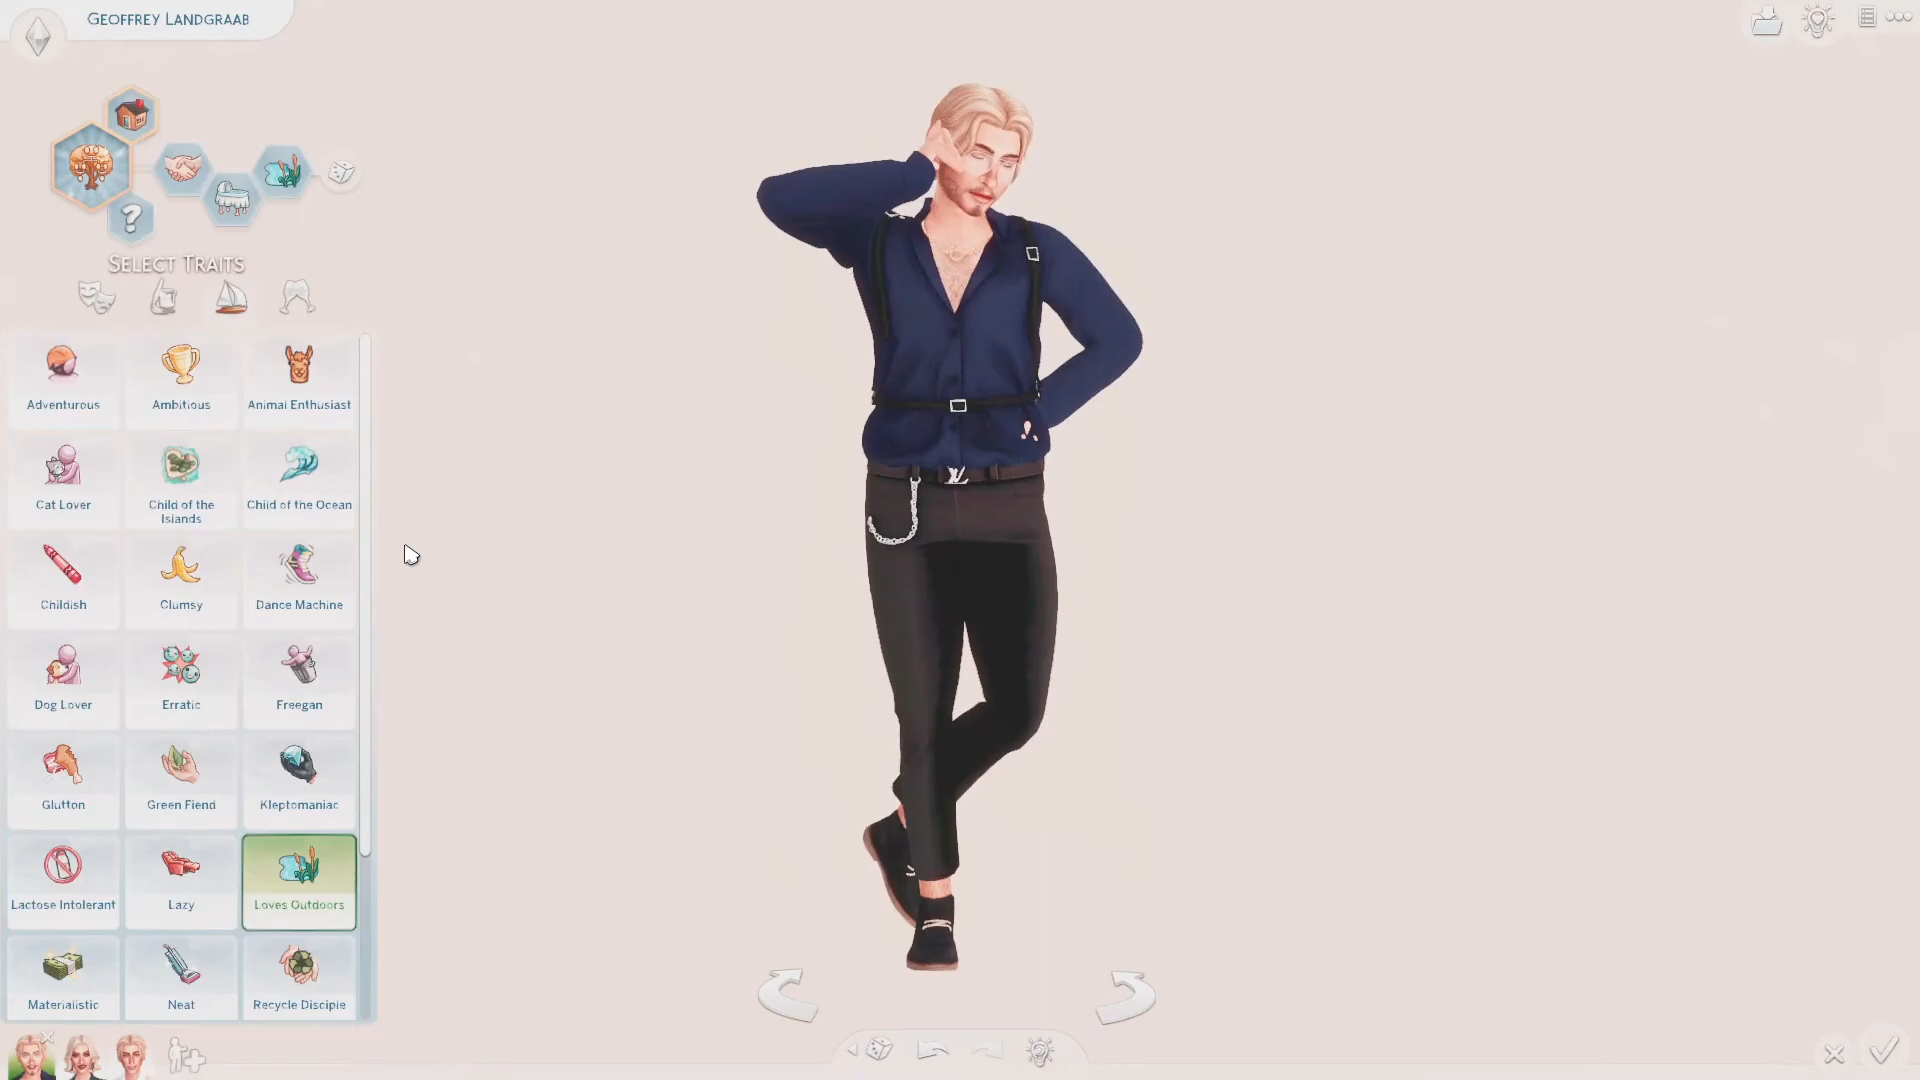 GEOFFREY LANDGRAAB
SELECT TRAITS
Adventurous
Ambitious
Animal Enthusiast
Cat Lover
Child of the
Islands
Child of the Ocean
Childish
Clumsy
Dance Machine
Dog Lover
Erratic
Freegan
Glutton
Green Fiend
Kleptomaniac
Lactose Intolerant
Lazy
Loves Outdoors
Materialistic
Neat
Recycle Disciple